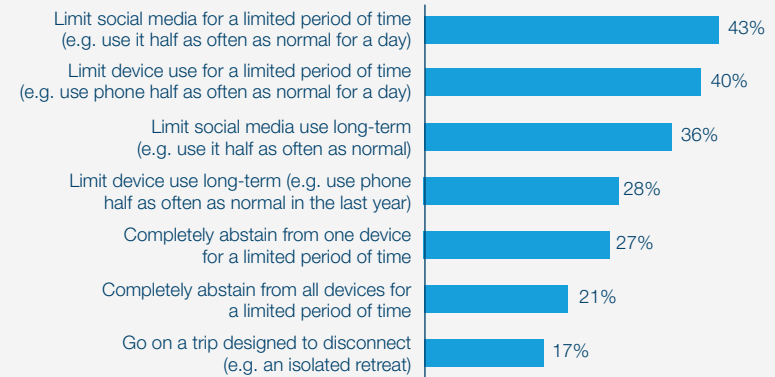 Limit social media for a limited period of time
(e.g. use it half as often as normal for a day)
43%
Limit device use for a limited period of time
(e.g. use phone half as often as normal for a day)
40%
Limit social media use long-term
(e.g. use it half as often as normal)
36%
Limit device use long-term (e.g. use phone
half as often as normal in the last year)
28%
Completely abstain from one device
for a limited period of time
27%
Completely abstain from all devices for
a limited period of time
21%
Go on a trip designed to disconnect
(e.g. an isolated retreat)
17%